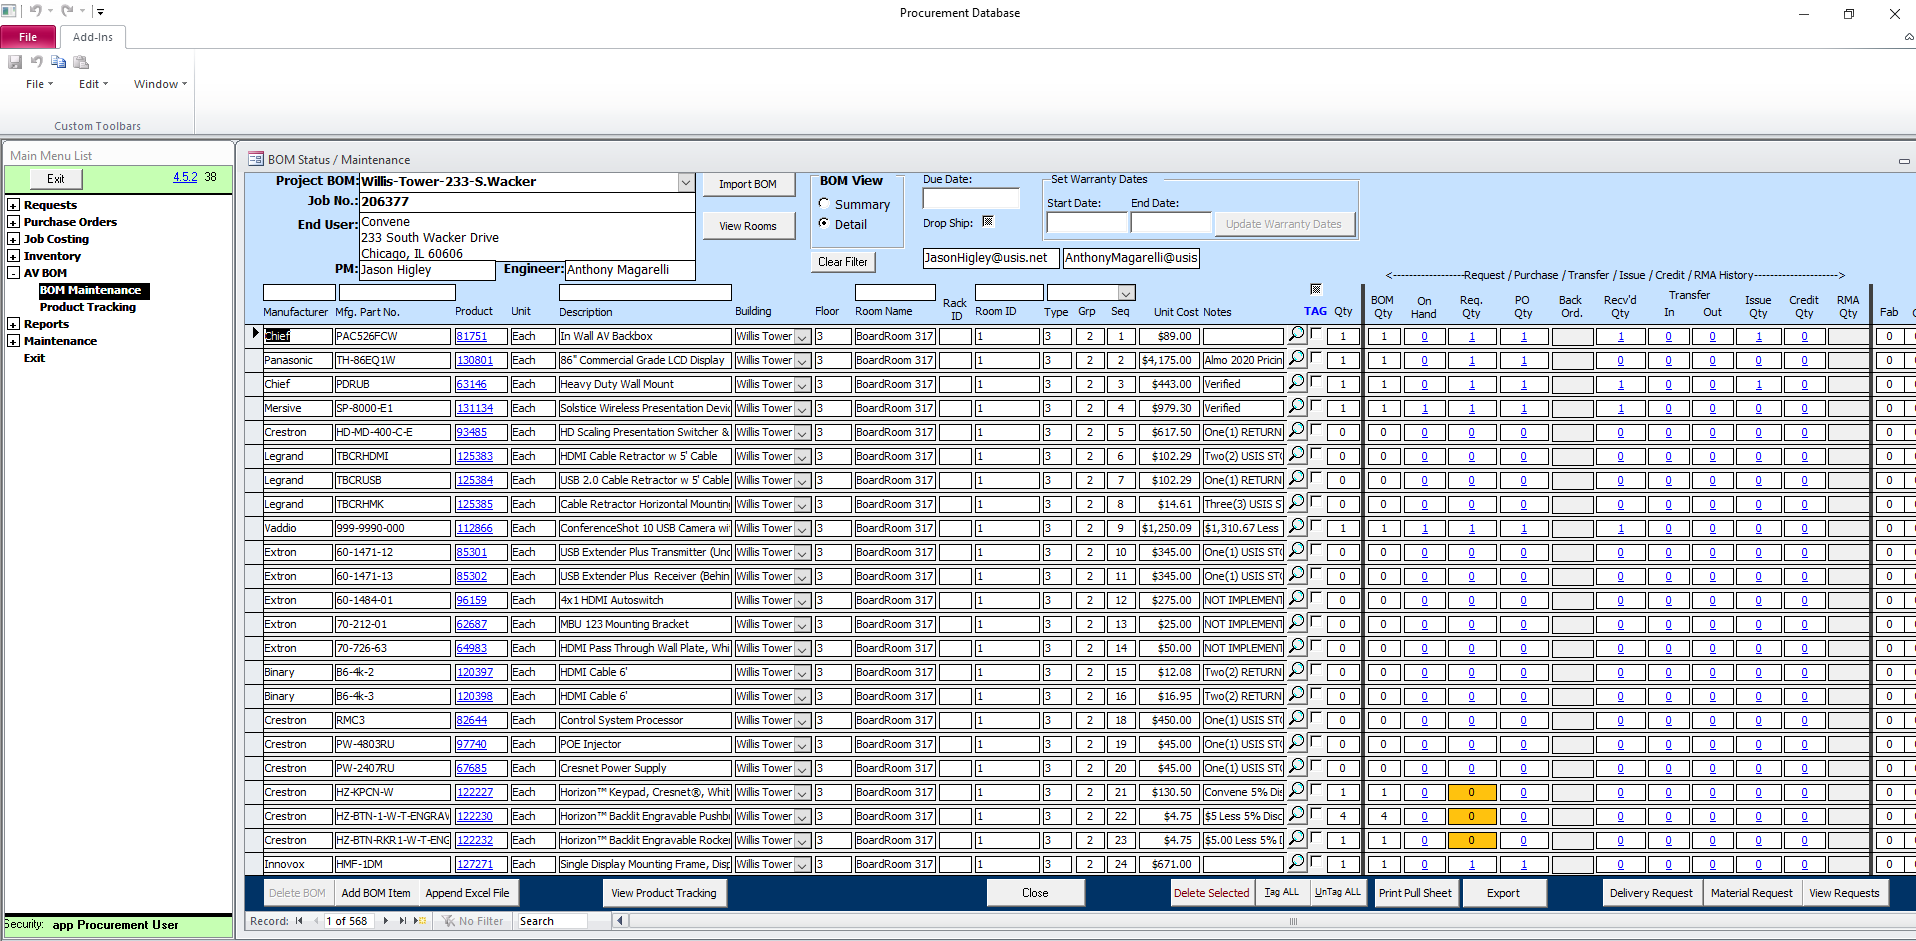 Procurement Database
File Add-Ins
File Edit Window
Custom Toolbars
Main Menu List
Exit 4.5.2 38
Requests
Purchase Orders
Job Costing
Inventory
AV BOM
BOM Maintenance
Product Tracking
Reports
Maintenance
Exit
Security: app Procurement User
BOM Status / Maintenance
Project BOM: Willis-Tower-233-S.Wacker
Job No.: 206377
End User: Convene
233 South Wacker Drive
Chicago, IL 60606
PM: Jason Higley Engineer: Anthony Magarelli
Import BOM
View Rooms
BOM View
Summary
Detail
Clear Filter
Due Date:
Drop Ship:
JasonHigley@usis.net AnthonyMagarelli@usis
Set Warranty Dates
Start Date: End Date:
Update Warranty Dates
<------------------Request / Purchase / Transfer / Issue / Credit / RMA History--------------------->
Manufacturer Mfg. Part No. Product Unit Description Building Floor Room Name Rack ID Room ID Type Grp Seq Unit Cost Notes TAG Qty BOM Qty On Hand Req. Qty PO Qty Back Ord. Recv'd Qty Transfer In Out Issue Qty Credit Qty RMA Qty Fab
Chief PAC526FCW 81751 Each In Wall AV Backbox Willis Tower 3 BoardRoom 317 1 3 2 1 $89.00 1 1 0 1 1 1 0 0 1 0 0
Panasonic TH-86EQ1W 130801 Each 86" Commercial Grade LCD Display Willis Tower 3 BoardRoom 317 1 3 2 2 $4,175.00 Almo 2020 Pricin 1 1 0 1 1 0 0 0 0 0 0
Chief PDRUB 63146 Each Heavy Duty Wall Mount Willis Tower 3 BoardRoom 317 1 3 2 3 $443.00 Verified 1 1 0 1 1 1 0 0 1 0 0
Mersive SP-8000-E1 131134 Each Solstice Wireless Presentation Devic Willis Tower 3 BoardRoom 317 1 3 2 4 $979.30 Verified 1 1 1 1 1 1 0 0 0 0 0
Crestron HD-MD-400-C-E 93485 Each HD Scaling Presentation Switcher & Willis Tower 3 BoardRoom 317 1 3 2 5 $617.50 One(1) RETURN 0 0 0 0 0 0 0 0 0 0 0
Legrand TBCRHDMI 125383 Each HDMI Cable Retractor w 5' Cable Willis Tower 3 BoardRoom 317 1 3 2 6 $102.29 Two(2) USIS STO 0 0 0 0 0 0 0 0 0 0 0
Legrand TBCRUSB 125384 Each USB 2.0 Cable Retractor w 5' Cable Willis Tower 3 BoardRoom 317 1 3 2 7 $102.29 One(1) RETURN 0 0 0 0 0 0 0 0 0 0 0
Legrand TBCRHMK 125385 Each Cable Retractor Horizontal Mounting Willis Tower 3 BoardRoom 317 1 3 2 8 $14.61 Three(3) USIS S 0 0 0 0 0 0 0 0 0 0 0
Vaddio 999-9990-000 112866 Each ConferenceShot 10 USB Camera wi Willis Tower 3 BoardRoom 317 1 3 2 9 $1,250.09 $1,310.67 Less 1 1 1 1 1 1 0 0 0 0 0
Extron 60-1471-12 85301 Each USB Extender Plus Transmitter (Und Willis Tower 3 BoardRoom 317 1 3 2 10 $345.00 One(1) USIS STO 0 0 0 0 0 0 0 0 0 0 0
Extron 60-1471-13 85302 Each USB Extender Plus Receiver (Behin Willis Tower 3 BoardRoom 317 1 3 2 11 $345.00 One(1) USIS STO 0 0 0 0 0 0 0 0 0 0 0
Extron 60-1484-01 96159 Each 4x1 HDMI Autoswitch Willis Tower 3 BoardRoom 317 1 3 2 12 $275.00 NOT IMPLEMENT 0 0 0 0 0 0 0 0 0 0 0
Extron 70-212-01 62687 Each MBU 123 Mounting Bracket Willis Tower 3 BoardRoom 317 1 3 2 13 $25.00 NOT IMPLEMENT 0 0 0 0 0 0 0 0 0 0 0
Extron 70-726-63 64983 Each HDMI Pass Through Wall Plate, Whi Willis Tower 3 BoardRoom 317 1 3 2 14 $50.00 NOT IMPLEMENT 0 0 0 0 0 0 0 0 0 0 0
Binary B6-4k-2 120397 Each HDMI Cable 6' Willis Tower 3 BoardRoom 317 1 3 2 15 $12.08 Two(2) RETURN 0 0 0 0 0 0 0 0 0 0 0
Binary B6-4k-3 120398 Each HDMI Cable 6' Willis Tower 3 BoardRoom 317 1 3 2 16 $16.95 Two(2) RETURN 0 0 0 0 0 0 0 0 0 0 0
Crestron RMC3 82644 Each Control System Processor Willis Tower 3 BoardRoom 317 1 3 2 18 $450.00 One(1) USIS STO 0 0 0 0 0 0 0 0 0 0 0
Crestron PW-4803RU 97740 Each POE Injector Willis Tower 3 BoardRoom 317 1 3 2 19 $45.00 One(1) USIS STO 0 0 0 0 0 0 0 0 0 0 0
Crestron PW-2407RU 67685 Each Cresnet Power Supply Willis Tower 3 BoardRoom 317 1 3 2 20 $45.00 One(1) USIS STO 0 0 0 0 0 0 0 0 0 0 0
Crestron HZ-KPCN-W 122227 Each Horizon™ Keypad, Cresnet®, Whit Willis Tower 3 BoardRoom 317 1 3 2 21 $130.50 Convene 5% Dis 1 1 0 0 0 0 0 0 0 0 0
Crestron HZ-BTN-1-W-T-ENGRAV 122230 Each Horizon™ Backlit Engravable Pushb Willis Tower 3 BoardRoom 317 1 3 2 22 $4.75 $5 Less 5% Disc 4 4 0 0 0 0 0 0 0 0 0
Crestron HZ-BTN-RKR1-W-T-ENG 122232 Each Horizon™ Backlit Engravable Rocker Willis Tower 3 BoardRoom 317 1 3 2 23 $4.75 $5.00 Less 5% D 1 1 0 0 0 0 0 0 0 0 0
Innovox HMF-1DM 127271 Each Single Display Mounting Frame, Disp Willis Tower 3 BoardRoom 317 1 3 2 24 $671.00 1 1 0 1 1 0 0 0 0 0 0
Delete BOM Add BOM Item Append Excel File View Product Tracking Close Delete Selected Tag ALL UnTag ALL Print Pull Sheet Export Delivery Request Material Request View Requests
Record: 1 of 568 No Filter Search